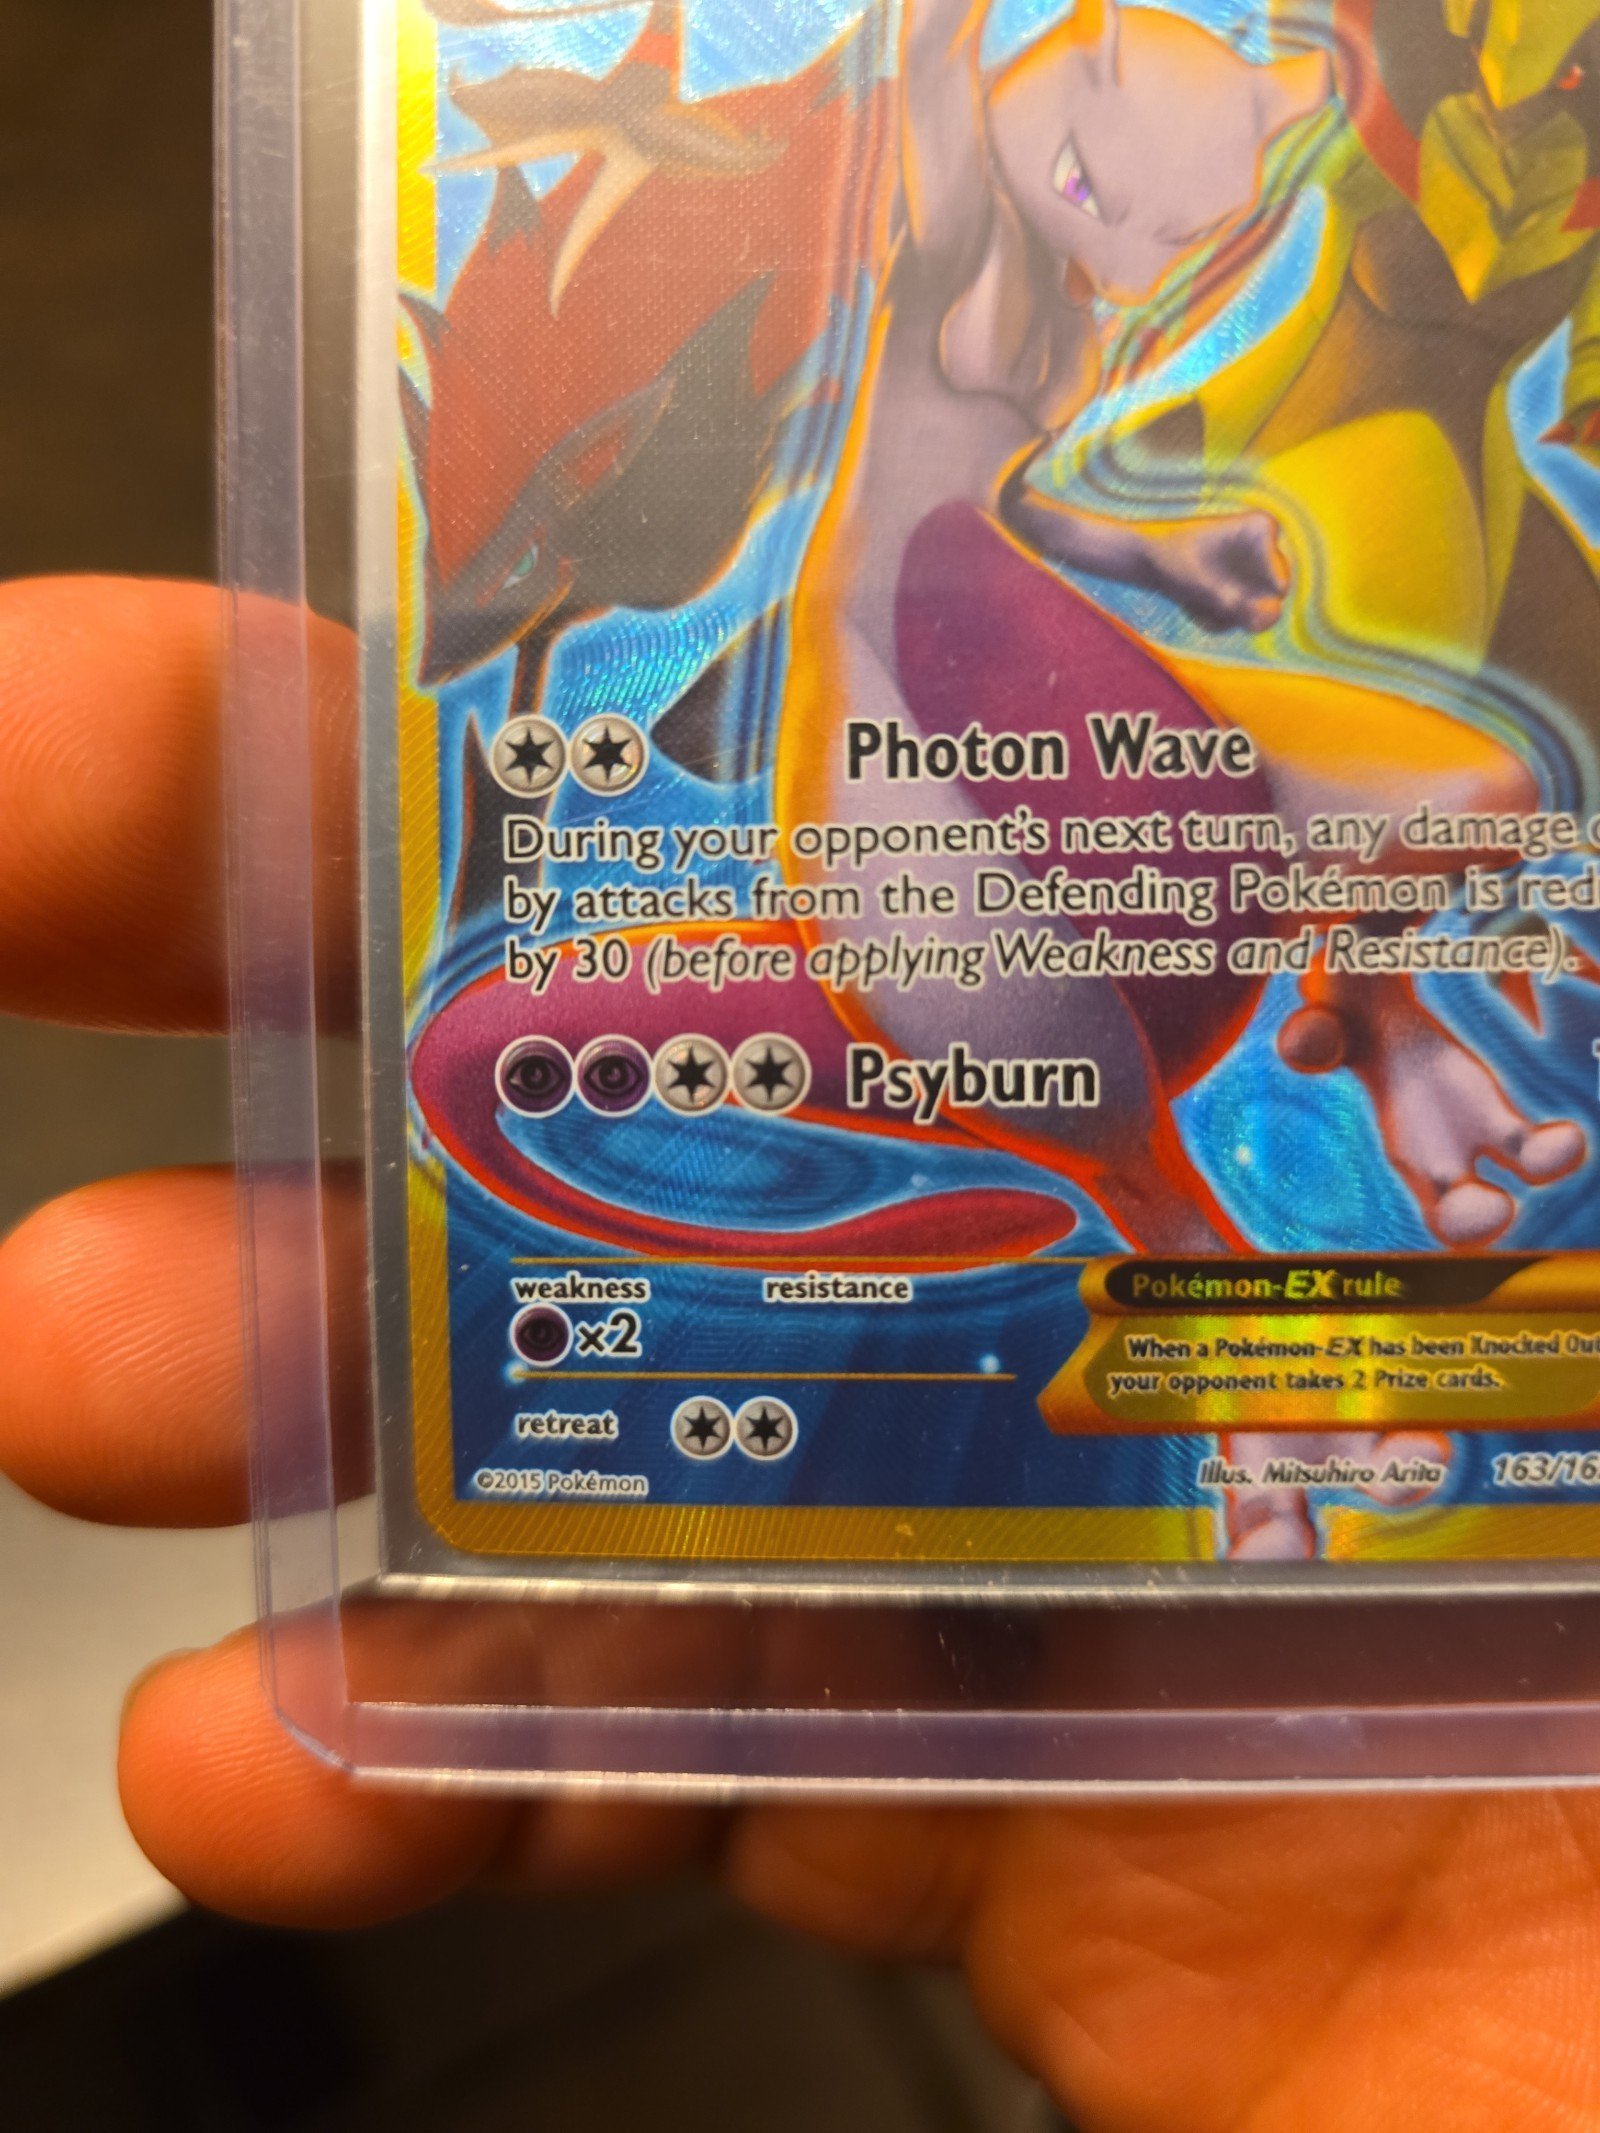 Photon Wave
During your opponent's next turn, any damage
by attacks from the Defending Pokémon is
by 30 (before applying Weakness and Resistance).
Psyburn
weakness resistance
×2
Pokémon-EX rule
When a Pokémon-EX has been Knocked Out
your opponent takes 2 Prize cards.
retreat
©2015 Pokémon
Illus. Mitsuhiro Arita